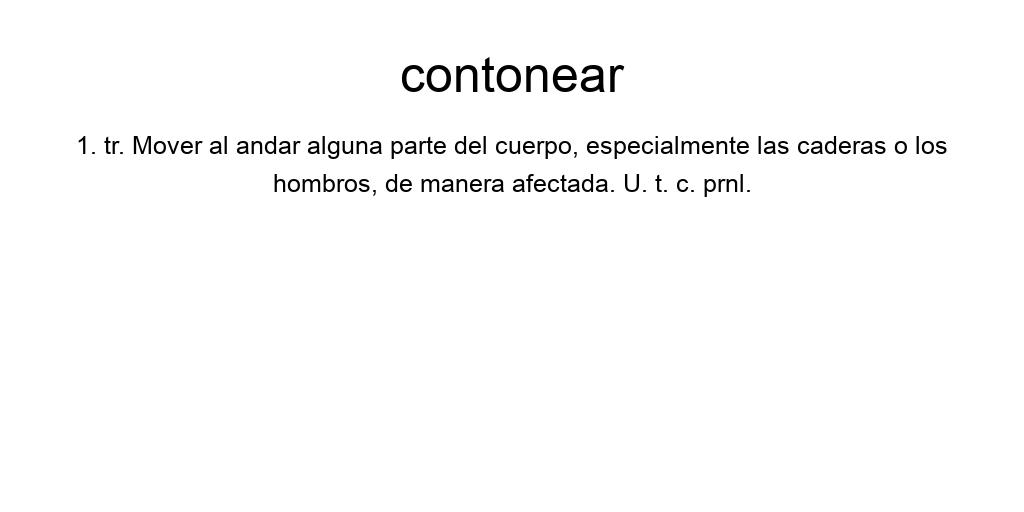 contonear
1. tr. Mover al andar alguna parte del cuerpo, especialmente las caderas o los
hombros, de manera afectada. U. t. c. prnl.